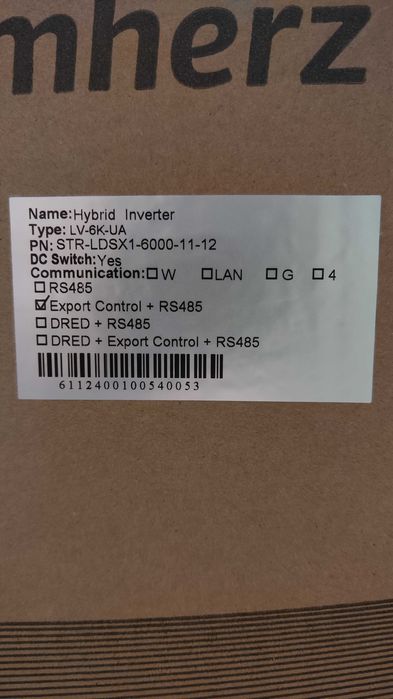 mherz
Name:Hybrid Inverter
Type: LV-6K-UA
PN: STR-LDSX1-6000-11-12
DC Switch:Yes
Communication:☐ W ☐LAN ☐ G ☐ 4
☐ RS485
☑ Export Control + RS485
☐ DRED + RS485
☐ DRED + Export Control + RS485
6112400100540053